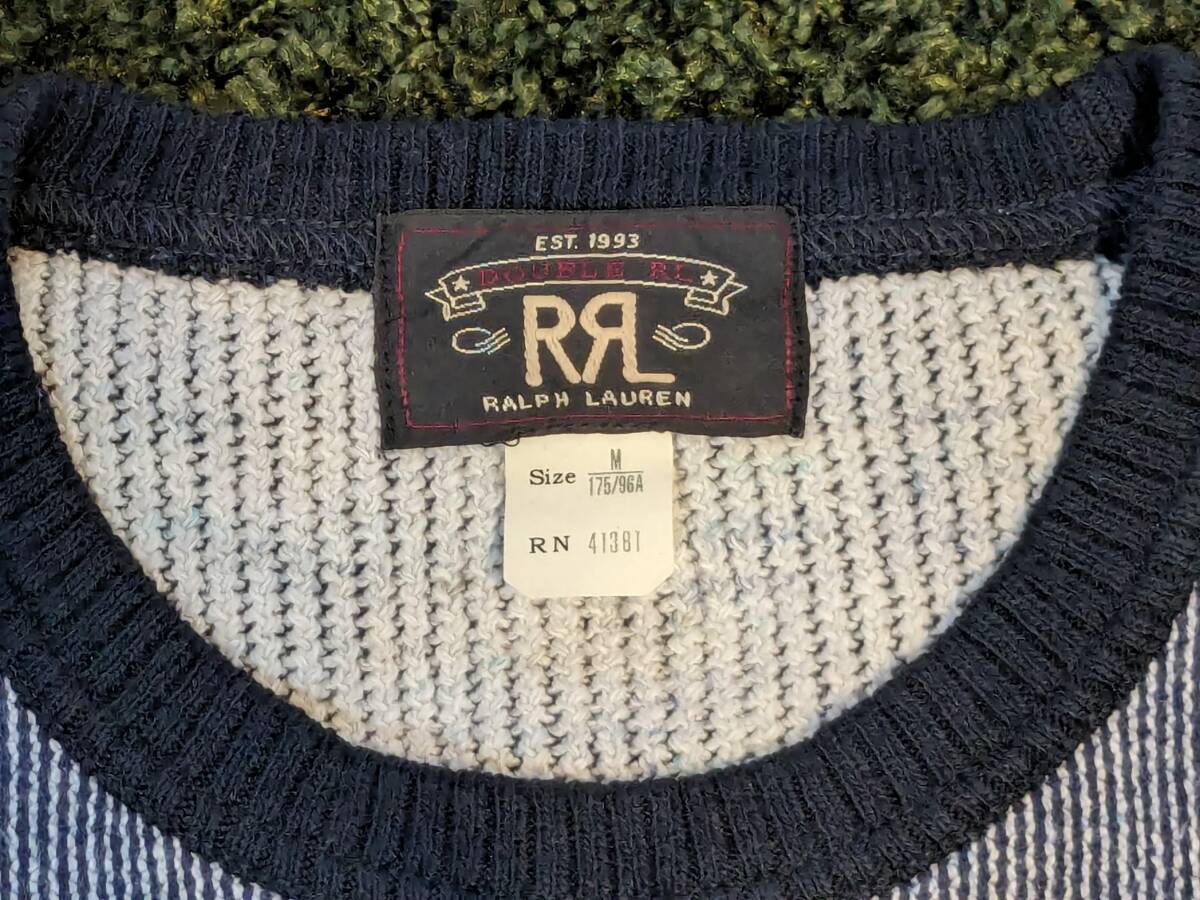 EST. 1993
DOUBLE RL
RRL
RALPH LAUREN
Size M
175/96A
RN 41381